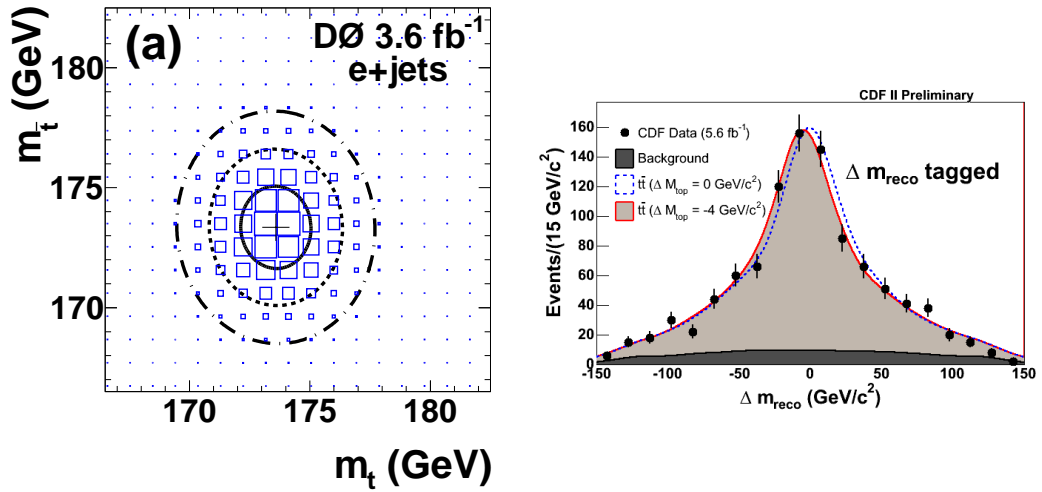 (a)
DØ 3.6 fb⁻¹
e+jets
m_t̄ (GeV)
180
175
170
170 175 180
m_t (GeV)
CDF II Preliminary
Events/(15 GeV/c²)
160
140
120
100
80
60
40
20
0
CDF Data (5.6 fb⁻¹)
Background
tt̄ (Δ M_top = 0 GeV/c²)
tt̄ (Δ M_top = -4 GeV/c²)
Δ m_reco tagged
-150 -100 -50 0 50 100 150
Δ m_reco (GeV/c²)